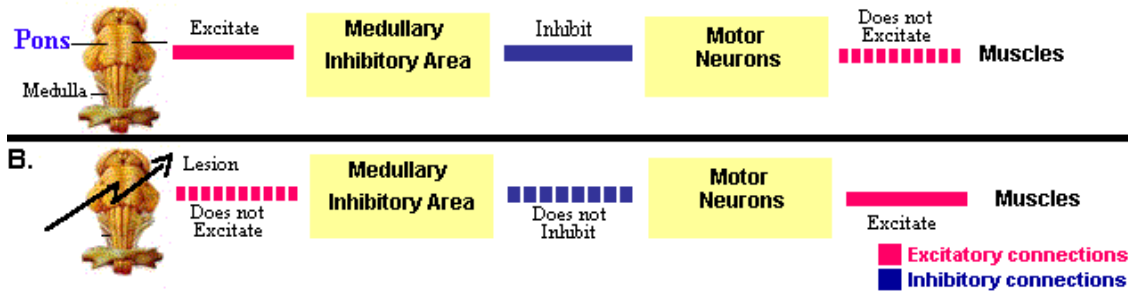 Pons
Medulla
Excitate
Medullary
Inhibitory Area
Inhibit
Motor
Neurons
Does not
Excitate
Muscles
B.
Lesion
Does not
Excitate
Medullary
Inhibitory Area
Does not
Inhibit
Motor
Neurons
Excitate
Muscles
Excitatory connections
Inhibitory connections